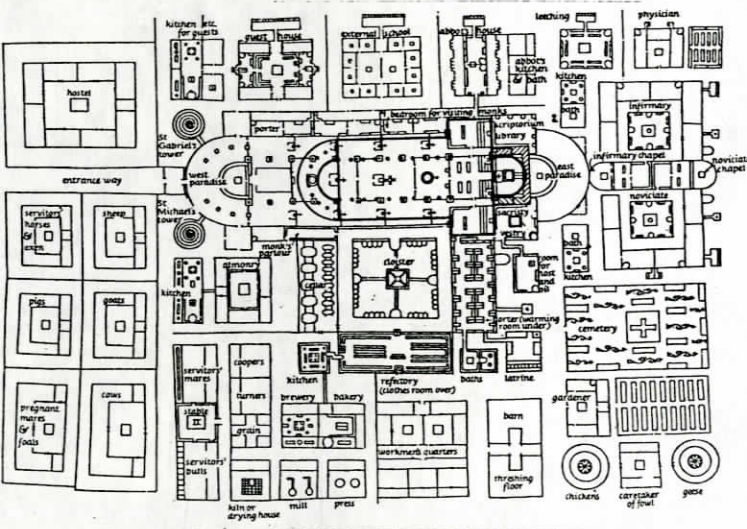 kitchen etc.
for guests
guest house
external school
abbot's house
abbot's
kitchen
& bath
leeching
physician
hostel
kitchen
bath
infirmary
St
Gabriel's
tower
porter
bedroom for visiting monks
scriptorium
library
entrance way
west
paradise
east
paradise
infirmary chapel
noviciate
chapel
St
Michael's
tower
sacristy
vestry
noviciate
servitors'
horses
&
oxen
sheep
monk's
parlour
cloister
cellar
room
for
host
and
oil
bath
kitchen
kitchen
almonry
pigs
goats
(warming
room under)
cemetery
servitors'
mares
coopers
turners
grain
kitchen
refectory
(clothes room over)
baths
latrine
stable
brewery
bakery
gardener
pregnant
mares
&
foals
cows
servitors'
bulls
workmen's quarters
barn
threshing
floor
kiln or
drying house
mill
press
chickens
caretaker
of fowl
geese